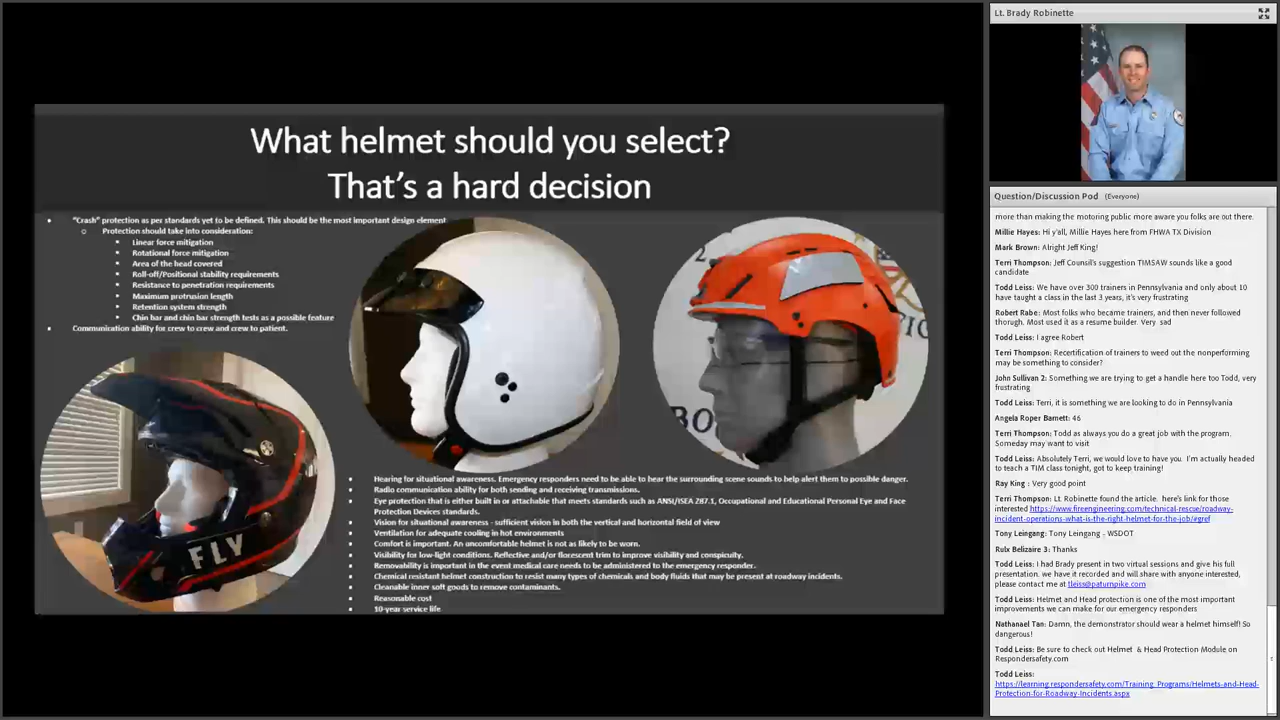 What helmet should you select?
That's a hard decision
"Crash" protection as per standards yet to be defined. This should be the most important design element
Protection should take into consideration:
Linear force mitigation
Rotational force mitigation
Area of the head covered
Roll-off/Positional stability requirements
Resistance to penetration requirements
Maximum protrusion length
Retention system strength
Chin bar and chin bar strength tests as a possible feature
Communication ability for crew to crew and crew to patient.
FLY
Hearing for situational awareness. Emergency responders need to be able to hear the surrounding scene sounds to help alert them to possible danger.
Radio communication ability for both sending and receiving transmissions.
Eye protection that is either built in or attachable that meets standards such as ANSI/ISEA Z87.1, Occupational and Educational Personal Eye and Face
Protection Devices standards.
Vision for situational awareness - sufficient vision in both the vertical and horizontal field of view
Ventilation for adequate cooling in hot environments
Comfort is important. An uncomfortable helmet is not as likely to be worn.
Visibility for low-light conditions. Reflective and/or florescent trim to improve visibility and conspicuity.
Removability is important in the event medical care needs to be administered to the emergency responder.
Chemical resistant helmet construction to resist many types of chemicals and body fluids that may be present at roadway incidents.
Cleanable inner soft goods to remove contaminants.
Reasonable cost
10-year service life
Lt. Brady Robinette
Question/Discussion Pod (Everyone)
more than making the motoring public more aware you folks are out there.
Millie Hayes: Hi y'all, Millie Hayes here from FHWA TX Division
Mark Brown: Alright Jeff King!
Terri Thompson: Jeff Counsil's suggestion TIMSAW sounds like a good
candidate
Todd Leiss: We have over 300 trainers in Pennsylvania and only about 10
have taught a class in the last 3 years, it's very frustrating
Robert Rabe: Most folks who became trainers, and then never followed
thorugh. Most used it as a resume builder. Very sad
Todd Leiss: I agree Robert
Terri Thompson: Recertification of trainers to weed out the nonperforming
may be something to consider?
John Sullivan 2: Something we are trying to get a handle here too Todd, very
frustrating
Todd Leiss: Terri, it is something we are looking to do in Pennsylvania
Angela Roper Barnett: 46
Terri Thompson: Todd as always you do a great job with the program.
Someday may want to visit
Todd Leiss: Absolutely Terri, we would love to have you. I'm actually headed
to teach a TIM class tonight, got to keep training!
Ray King : Very good point
Terri Thompson: Lt. Robinette found the article. here's link for those
interested https://www.fireengineering.com/technical-rescue/roadway-
incident-operations-what-is-the-right-helmet-for-the-job/#gref
Tony Leingang: Tony Leingang - WSDOT
Rulx Belizaire 3: Thanks
Todd Leiss: I had Brady present in two virtual sessions and give his full
presentation. we have it recorded and will share with anyone interested,
please contact me at tleiss@paturnpike.com
Todd Leiss: Helmet and Head protection is one of the most important
improvements we can make for our emergency responders
Nathanael Tan: Damn, the demonstrator should wear a helmet himself! So
dangerous!
Todd Leiss: Be sure to check out Helmet & Head Protection Module on
Respondersafety.com
Todd Leiss:
https://learning.respondersafety.com/Training_Programs/Helmets-and-Head-
Protection-for-Roadway-Incidents.aspx